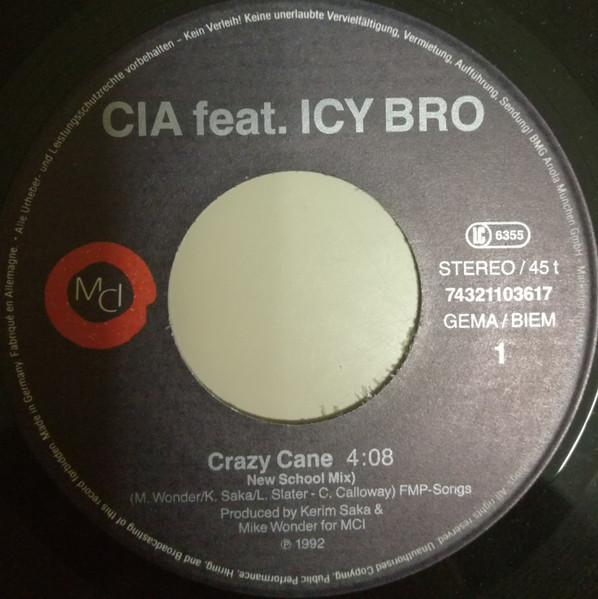 Alle Urheber- und Leistungsschutzrechte vorbehalten – Kein Verleih! Keine unerlaubte Vervielfältigung, Vermietung, Aufführung, Sendung! BMG Ariola München GmbH
CIA feat. ICY BRO
MCI
LC 6355
STEREO / 45 t
74321103617
GEMA / BIEM
1
Crazy Cane 4:08
New School Mix)
(M. Wonder/K. Saka/L. Slater - C. Calloway) FMP-Songs
Produced by Kerim Saka &
Mike Wonder for MCI
℗ 1992
All rights reserved. Unauthorised Copying, Public Performance, Hiring, and Broadcasting of this record forbidden. Made in Germany. Fabriqué en Allemagne.